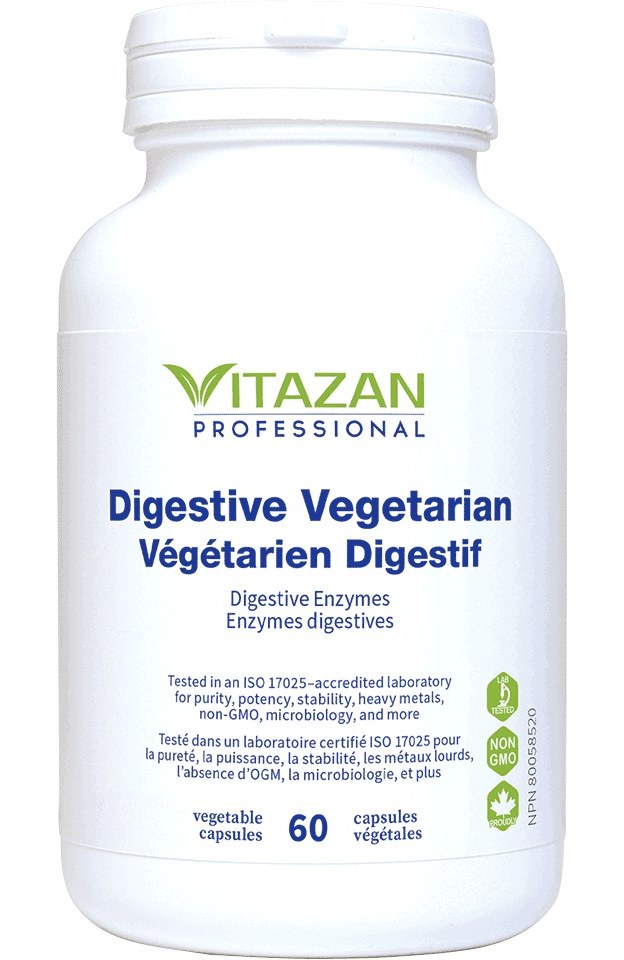 VITAZAN
PROFESSIONAL
Digestive Vegetarian
Végétarien Digestif
Digestive Enzymes
Enzymes digestives
Tested in an ISO 17025–accredited laboratory
for purity, potency, stability, heavy metals,
non-GMO, microbiology, and more
Testé dans un laboratoire certifié ISO 17025 pour
la pureté, la puissance, la stabilité, les métaux lourds,
l’absence d’OGM, la microbiologie, et plus
vegetable
capsules
60
capsules
végétales
LAB
TESTED
NON
GMO
PROUDLY
NPN 80058520